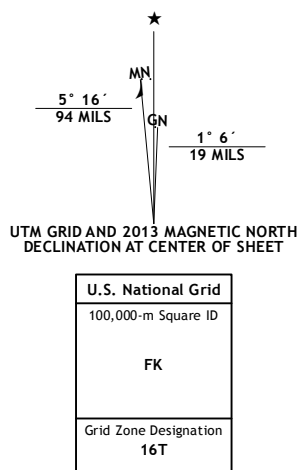 ★
MN
5° 16´
94 MILS
GN
1° 6´
19 MILS
UTM GRID AND 2013 MAGNETIC NORTH
DECLINATION AT CENTER OF SHEET
U.S. National Grid
100,000-m Square ID
FK
Grid Zone Designation
16T